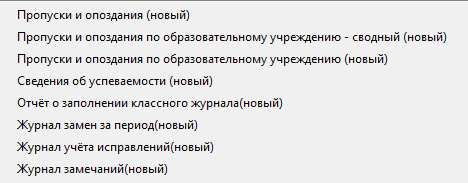 Пропуски и опоздания (новый)
Пропуски и опоздания по образовательному учреждению - сводный (новый)
Пропуски и опоздания по образовательному учреждению (новый)
Сведения об успеваемости (новый)
Отчёт о заполнении классного журнала(новый)
Журнал замен за период(новый)
Журнал учёта исправлений(новый)
Журнал замечаний(новый)